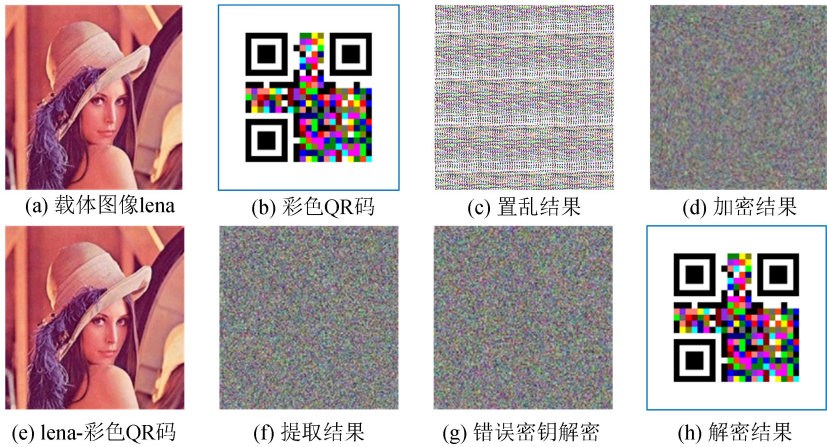 (a) 载体图像lena
(b) 彩色QR码
(c) 置乱结果
(d) 加密结果
(e) lena-彩色QR码
(f) 提取结果
(g) 错误密钥解密
(h) 解密结果